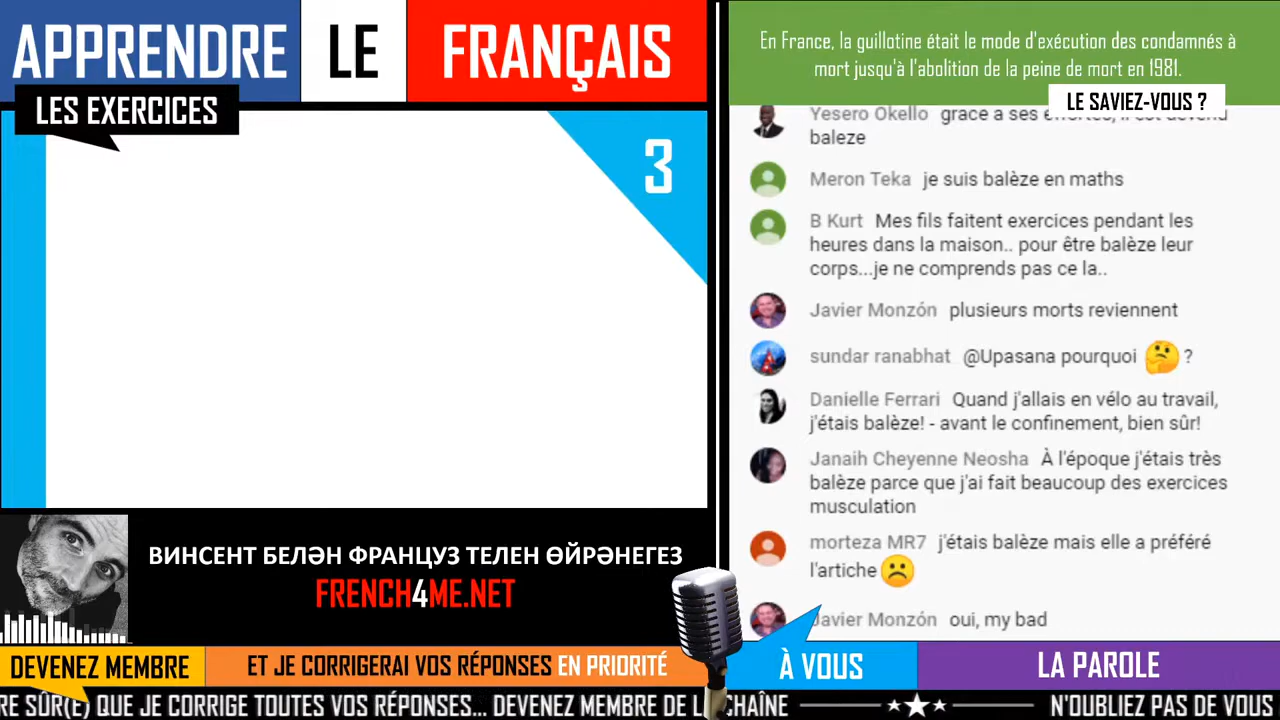 APPRENDRE LE FRANÇAIS
LES EXERCICES
3
ВИНСЕНТ БЕЛӘН ФРАНЦУЗ ТЕЛЕН ӨЙРӘНЕГЕЗ
FRENCH4ME.NET
DEVENEZ MEMBRE
ET JE CORRIGERAI VOS RÉPONSES EN PRIORITÉ
En France, la guillotine était le mode d'exécution des condamnés à
mort jusqu'à l'abolition de la peine de mort en 1981.
LE SAVIEZ-VOUS ?
Yesero Okello grace a ses effortes, il est devenu
baleze
Meron Teka je suis balèze en maths
B Kurt Mes fils faitent exercices pendant les
heures dans la maison.. pour être balèze leur
corps...je ne comprends pas ce la..
Javier Monzón plusieurs morts reviennent
sundar ranabhat @Upasana pourquoi 🤔 ?
Danielle Ferrari Quand j'allais en vélo au travail,
j'étais balèze! - avant le confinement, bien sûr!
Janaih Cheyenne Neosha À l'époque j'étais très
balèze parce que j'ai fait beaucoup des exercices
musculation
morteza MR7 j'étais balèze mais elle a préféré
l'artiche ☹️
Javier Monzón oui, my bad
À VOUS
LA PAROLE
RE SÛR(E) QUE JE CORRIGE TOUTES VOS RÉPONSES... DEVENEZ MEMBRE DE L CHAÎNE N'OUBLIEZ PAS DE VOUS